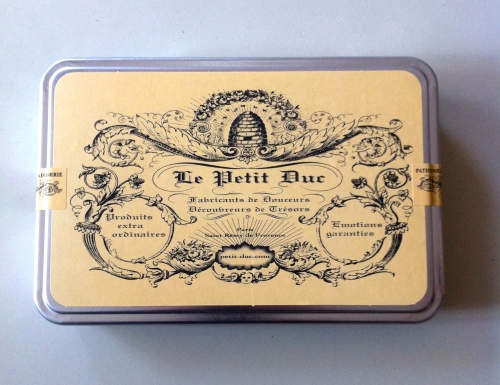 PATISSERIE
Le Petit Duc
Fabricants de Douceurs
Découvreurs de Trésors
Produits
extra
ordinaires
Emotions
garanties
Paris
Saint Rémy de Provence
petit-duc.com